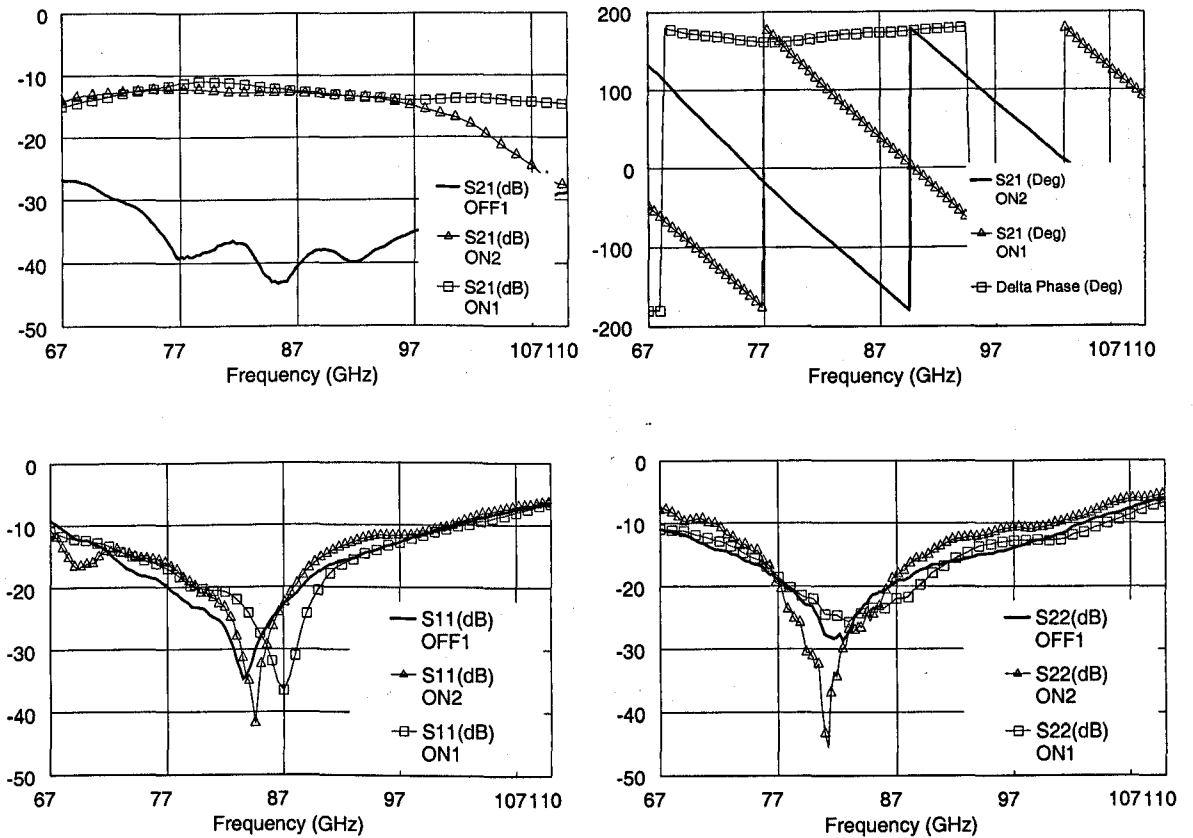 0
-10
-20
-30
-40
-50
67 77 87 97 107110
Frequency (GHz)
S21(dB)
OFF1
S21(dB)
ON2
S21(dB)
ON1
200
100
0
-100
-200
67 77 87 97 107110
Frequency (GHz)
S21 (Deg)
ON2
S21 (Deg)
ON1
Delta Phase (Deg)
0
-10
-20
-30
-40
-50
67 77 87 97 107110
Frequency (GHz)
S11(dB)
OFF1
S11(dB)
ON2
S11(dB)
ON1
0
-10
-20
-30
-40
-50
67 77 87 97 107110
Frequency (GHz)
S22(dB)
OFF1
S22(dB)
ON2
S22(dB)
ON1